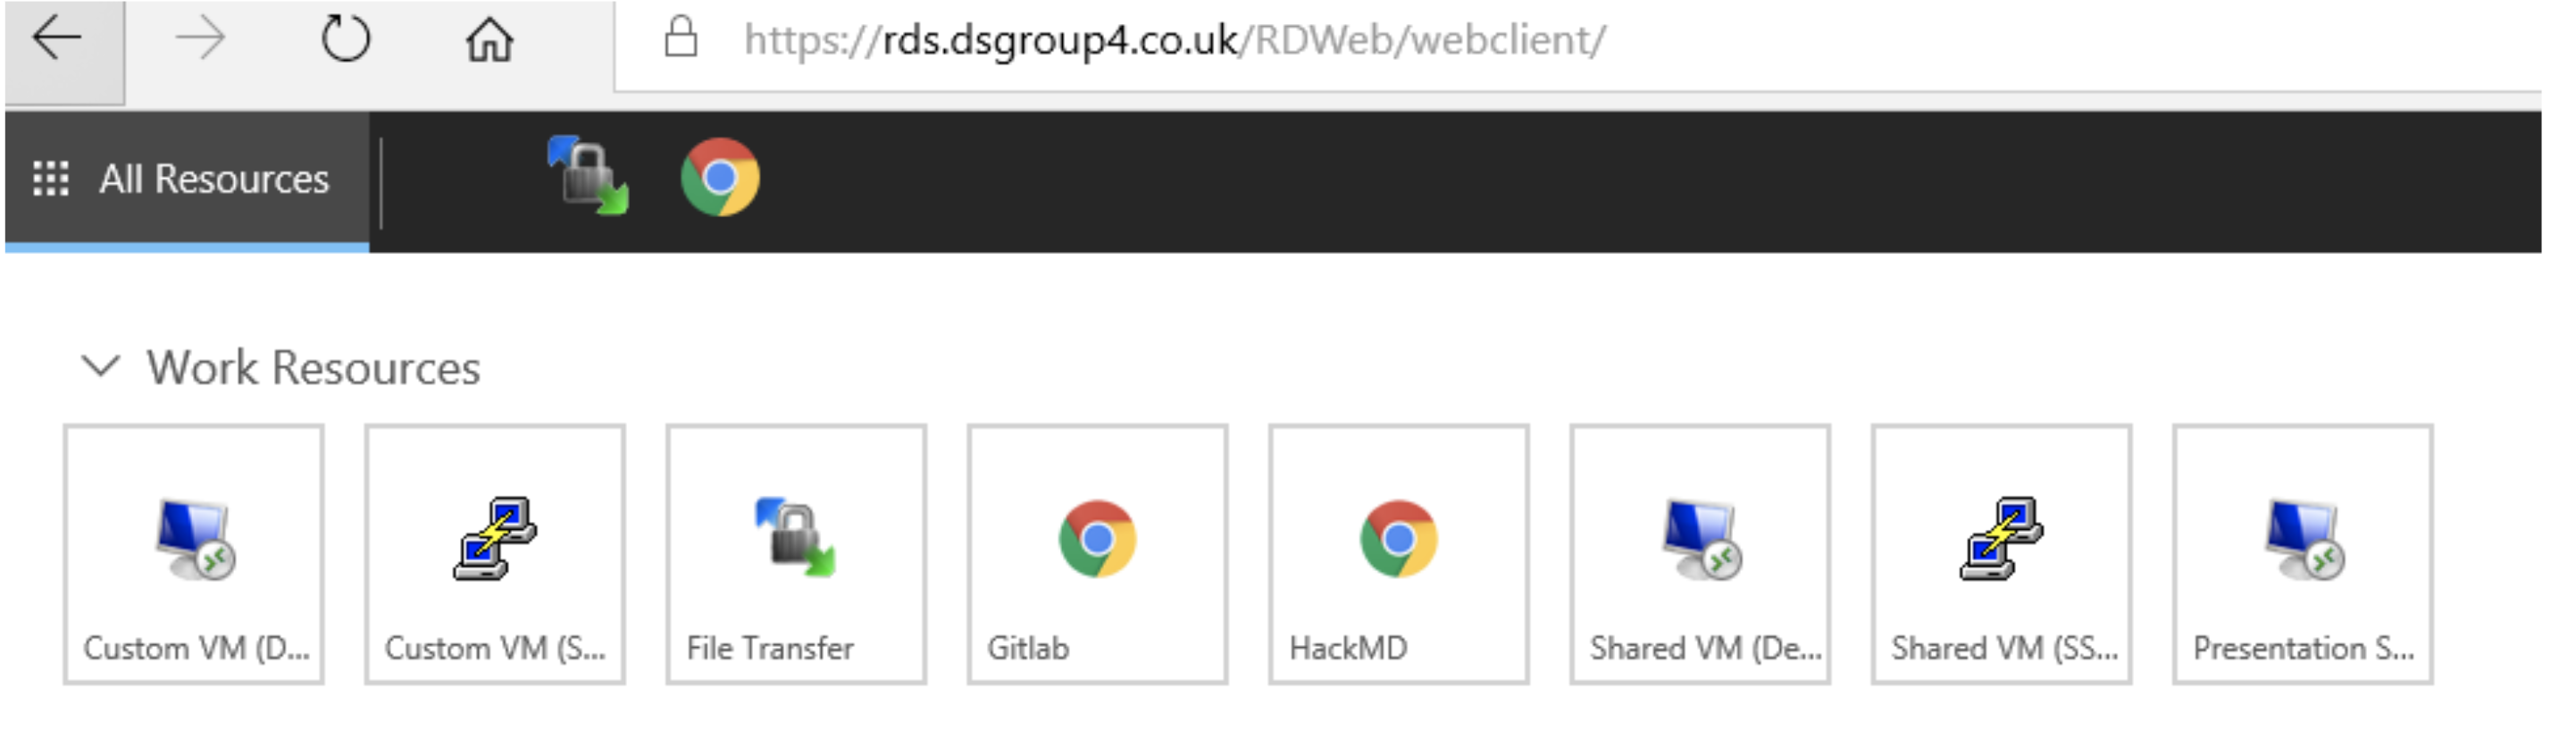 https://rds.dsgroup4.co.uk/RDWeb/webclient/
All Resources
Work Resources
Custom VM (D...
Custom VM (S...
File Transfer
Gitlab
HackMD
Shared VM (De...
Shared VM (SS...
Presentation S...